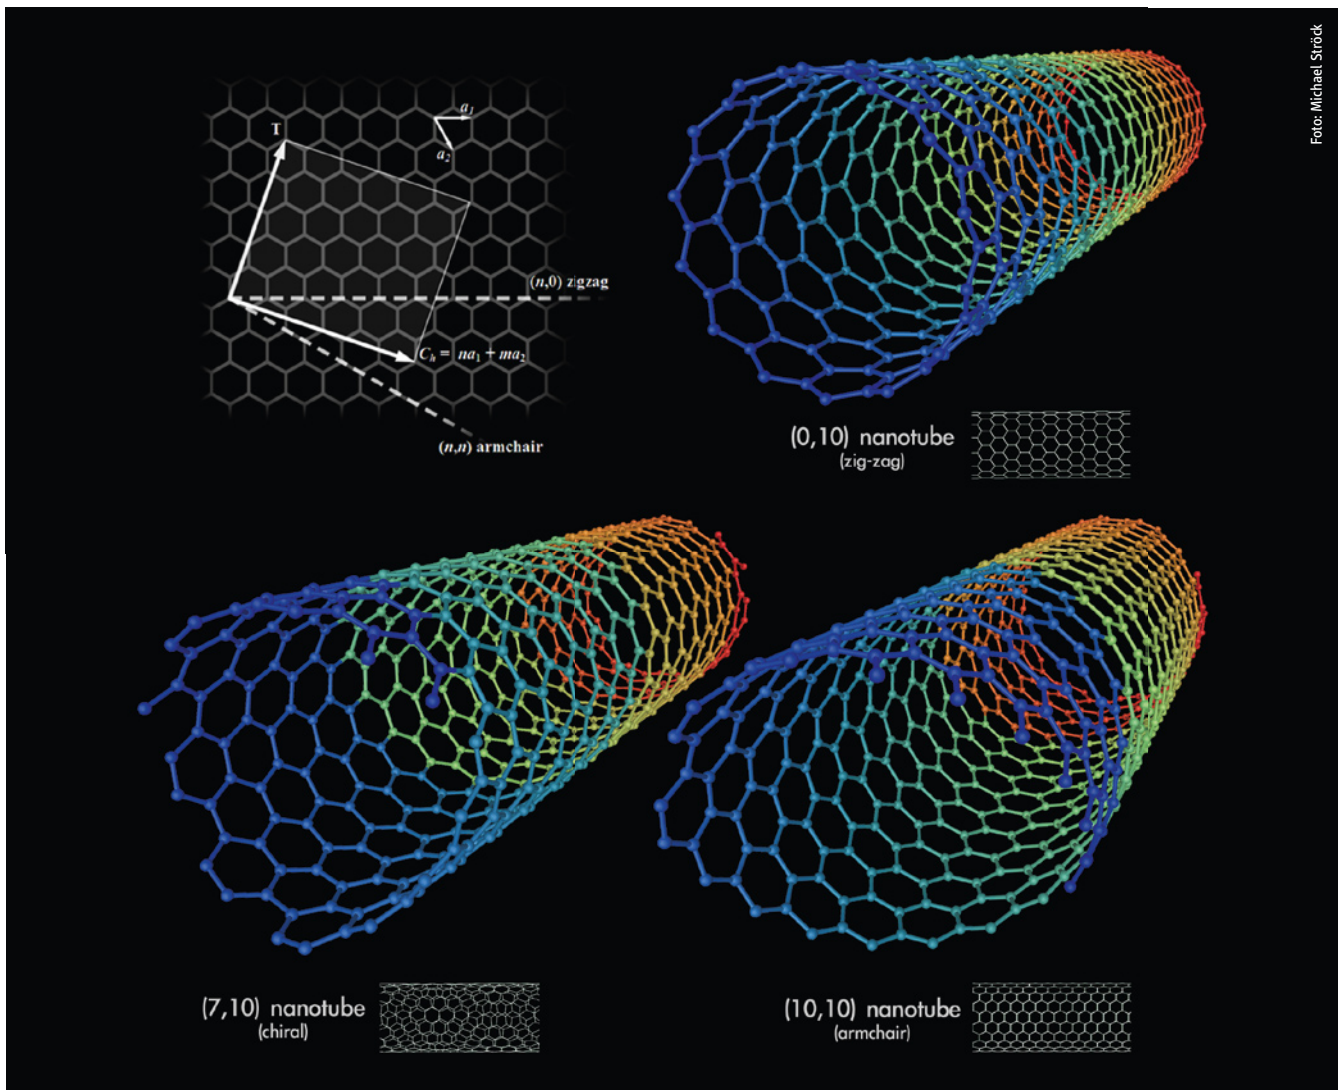 Foto: Michael Ströck
a1
T
a2
(n,0) zigzag
Ch = na1 + ma2
(n,n) armchair
(0,10) nanotube
(zig-zag)
(7,10) nanotube
(chiral)
(10,10) nanotube
(armchair)